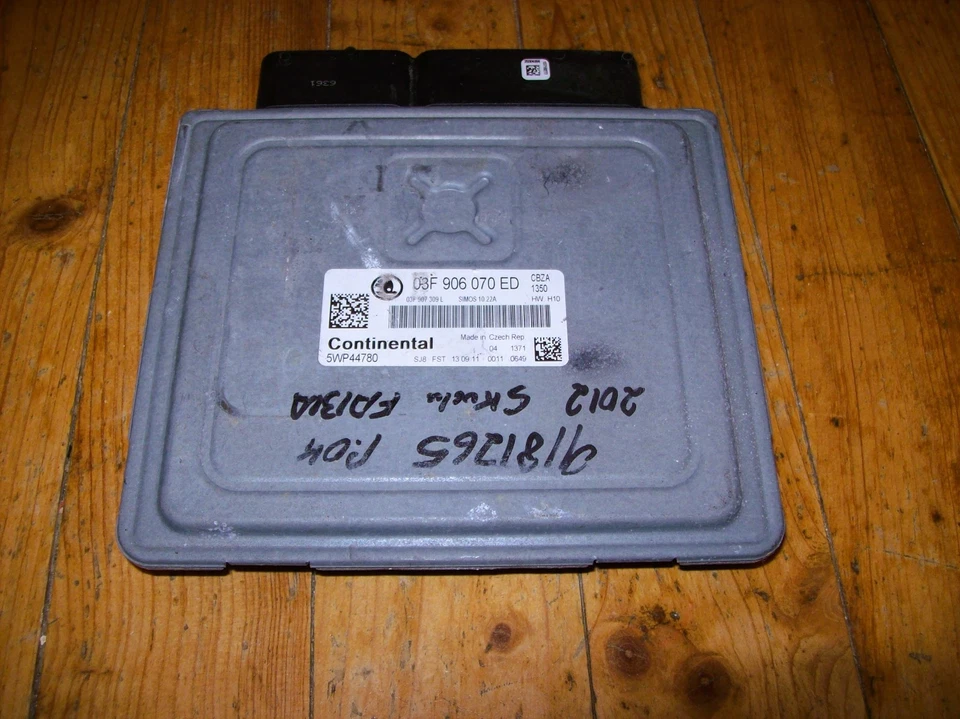 6361
03F 906 070 ED
CBZA
1350
03F 907 309 L SIMOS 10.22A HW H10
Continental
Made in Czech Rep
04 1371
5WP44780
SJ8 FST 13 09 11 0011 0649
2012 Skoda FABIA
9181265